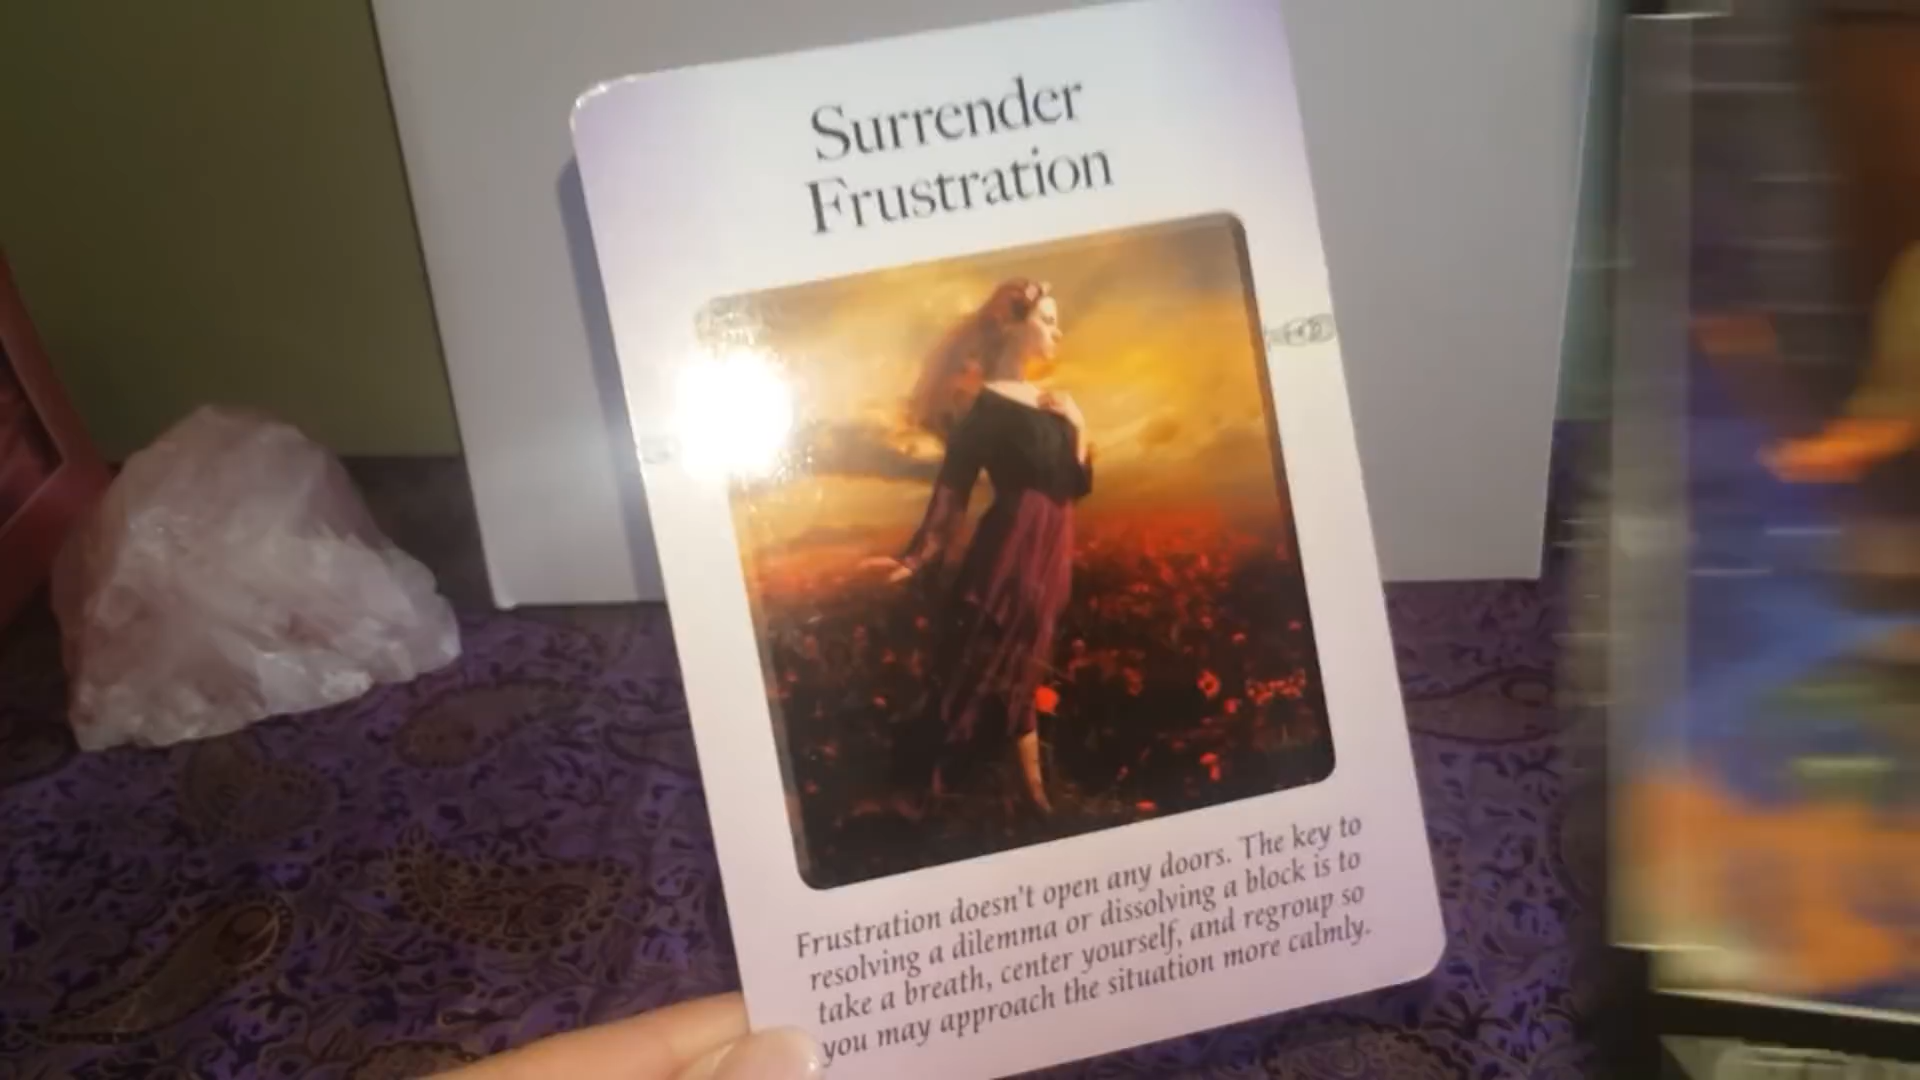 Surrender
Frustration
Frustration doesn't open any doors. The key to
resolving a dilemma or dissolving a block is to
take a breath, center yourself, and regroup so
you may approach the situation more calmly.